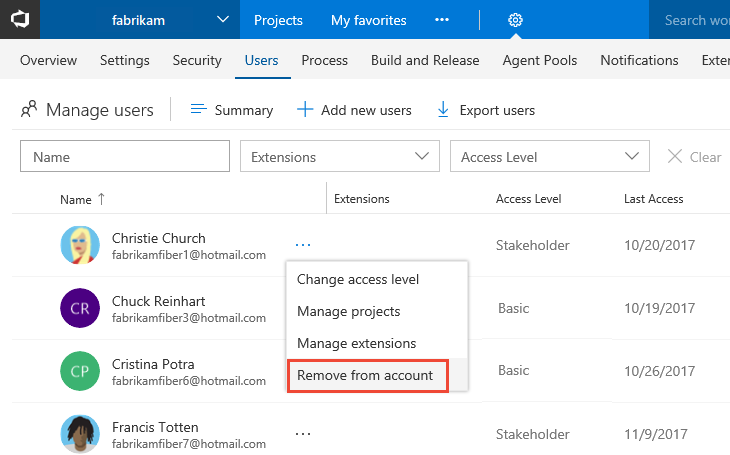 fabrikam Projects My favorites ... Search wor
Overview Settings Security Users Process Build and Release Agent Pools Notifications Exten
Manage users Summary Add new users Export users
Name Extensions Access Level Clear
Name Extensions Access Level Last Access
Christie Church ... Stakeholder 10/20/2017
fabrikamfiber1@hotmail.com
Change access level
CR Chuck Reinhart Basic 10/19/2017
fabrikamfiber3@hotmail.com
Manage projects
Manage extensions
CP Cristina Potra Basic 10/26/2017
fabrikamfiber6@hotmail.com
Remove from account
Francis Totten ... Stakeholder 11/9/2017
fabrikamfiber7@hotmail.com